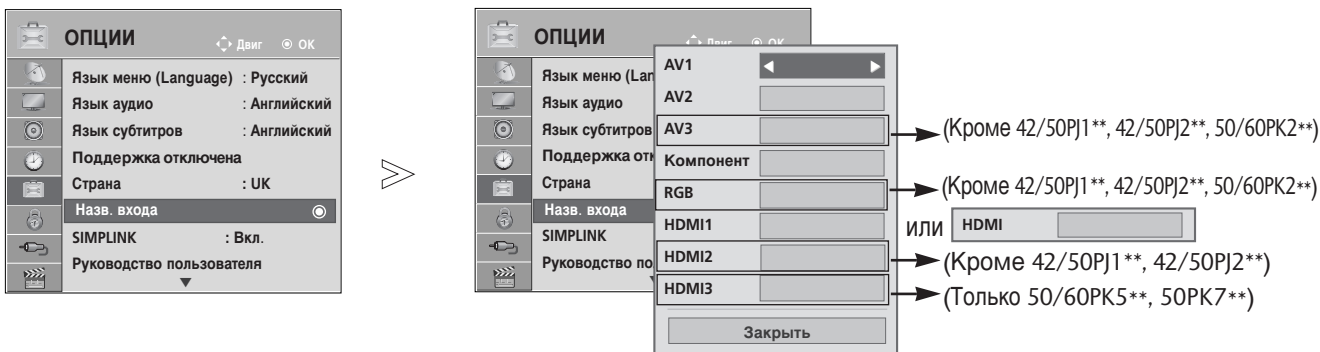 ОПЦИИ
Двиг ОК
Язык меню (Language) : Русский
Язык аудио : Английский
Язык субтитров : Английский
Поддержка отключена
Страна : UK
Назв. входа
SIMPLINK : Вкл.
Руководство пользователя
ОПЦИИ
Двиг ОК
Язык меню (Lan
Язык аудио
Язык субтитров
Поддержка отк
Страна
Назв. входа
SIMPLINK
Руководство по
AV1
AV2
AV3
(Кроме 42/50PJ1**, 42/50PJ2**, 50/60PK2**)
Компонент
RGB
(Кроме 42/50PJ1**, 42/50PJ2**, 50/60PK2**)
HDMI1
или HDMI
HDMI2
(Кроме 42/50PJ1**, 42/50PJ2**)
HDMI3
(Только 50/60PK5**, 50PK7**)
Закрыть